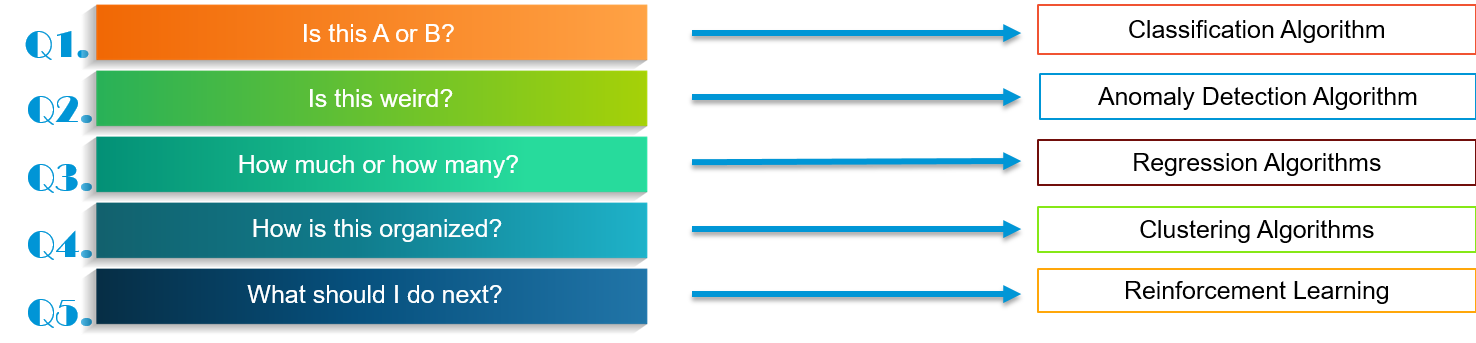 Q1. Is this A or B? Classification Algorithm
Q2. Is this weird? Anomaly Detection Algorithm
Q3. How much or how many? Regression Algorithms
Q4. How is this organized? Clustering Algorithms
Q5. What should I do next? Reinforcement Learning